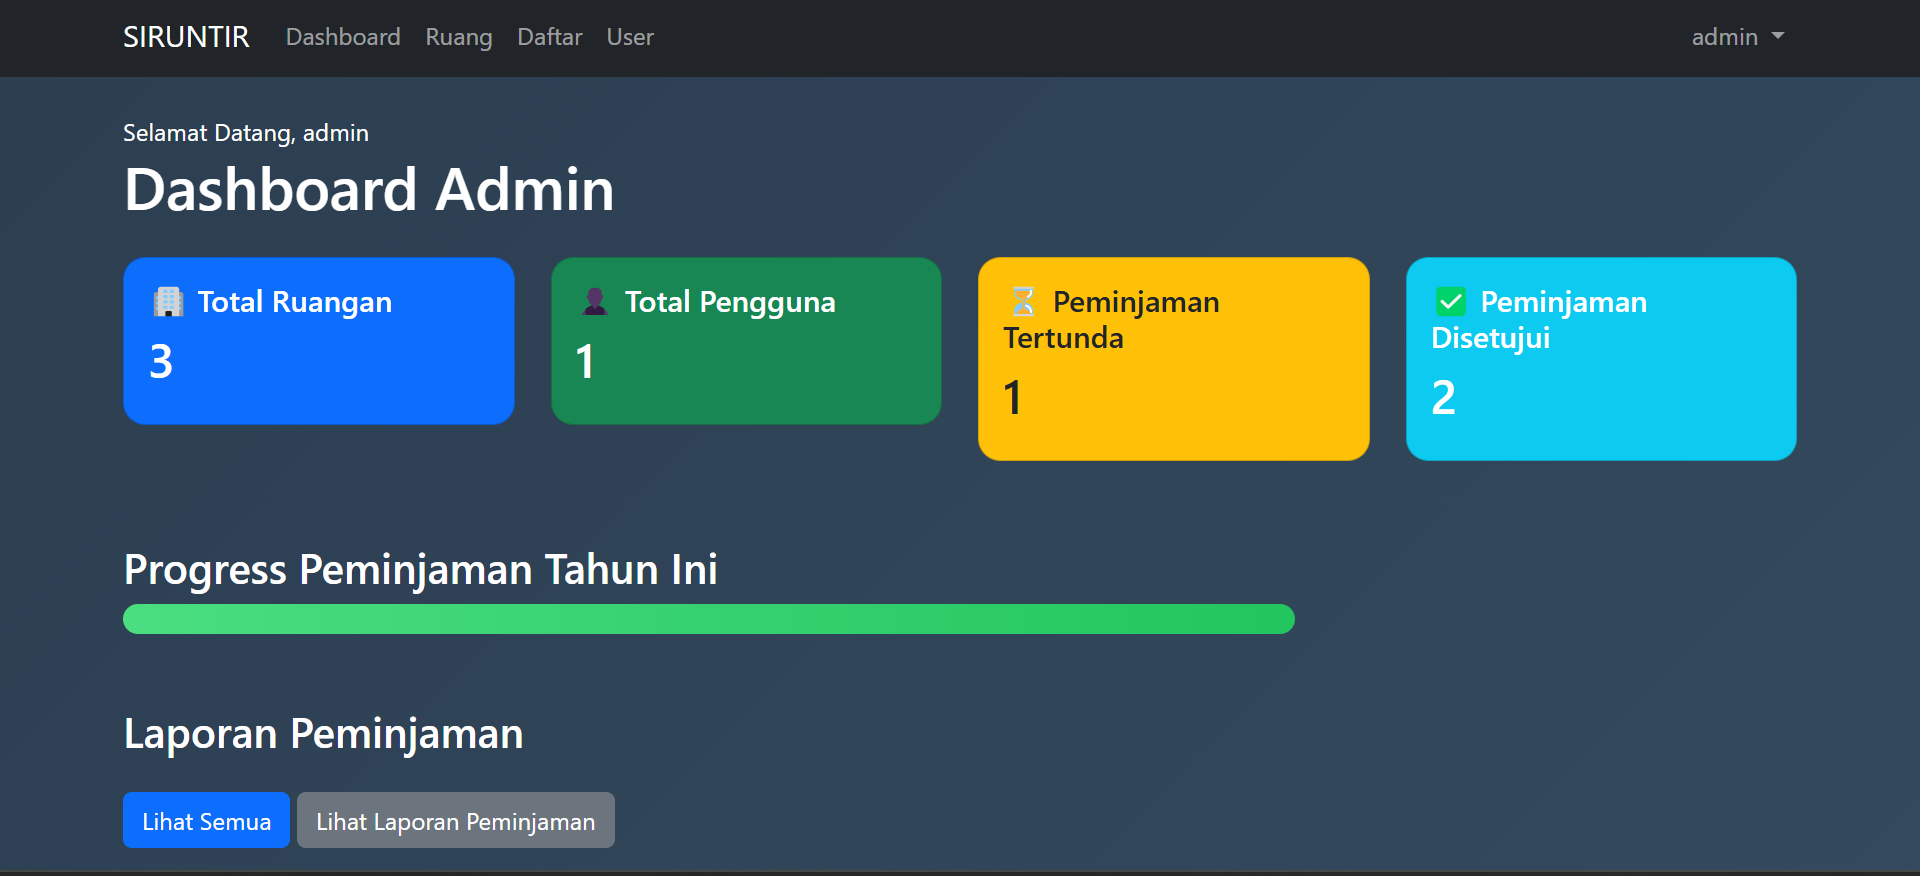 SIRUNTIR Dashboard Ruang Daftar User admin
Selamat Datang, admin
Dashboard Admin
Total Ruangan
3
Total Pengguna
1
Peminjaman
Tertunda
1
Peminjaman
Disetujui
2
Progress Peminjaman Tahun Ini
Laporan Peminjaman
Lihat Semua Lihat Laporan Peminjaman